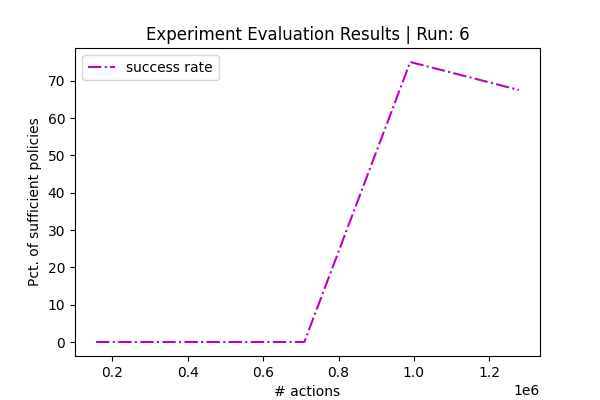 Experiment Evaluation Results | Run: 6
success rate
Pct. of sufficient policies
70
60
50
40
30
20
10
0
0.2 0.4 0.6 0.8 1.0 1.2
1e6
# actions